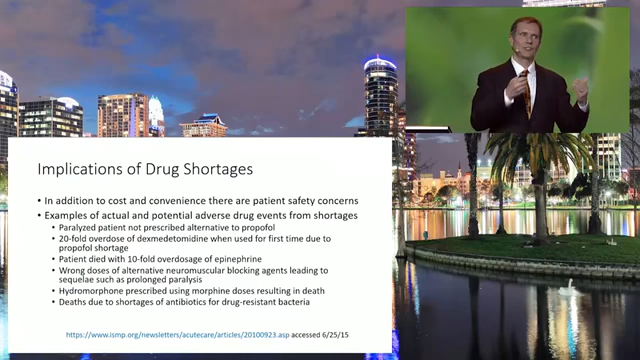 Implications of Drug Shortages
• In addition to cost and convenience there are patient safety concerns
• Examples of actual and potential adverse drug events from shortages
• Paralyzed patient not prescribed alternative to propofol
• 20-fold overdose of dexmedetomidine when used for first time due to
propofol shortage
• Patient died with 10-fold overdosage of epinephrine
• Wrong doses of alternative neuromuscular blocking agents leading to
sequelae such as prolonged paralysis
• Hydromorphone prescribed using morphine doses resulting in death
• Deaths due to shortages of antibiotics for drug-resistant bacteria
https://www.ismp.org/newsletters/acutecare/articles/20100923.asp accessed 6/25/15